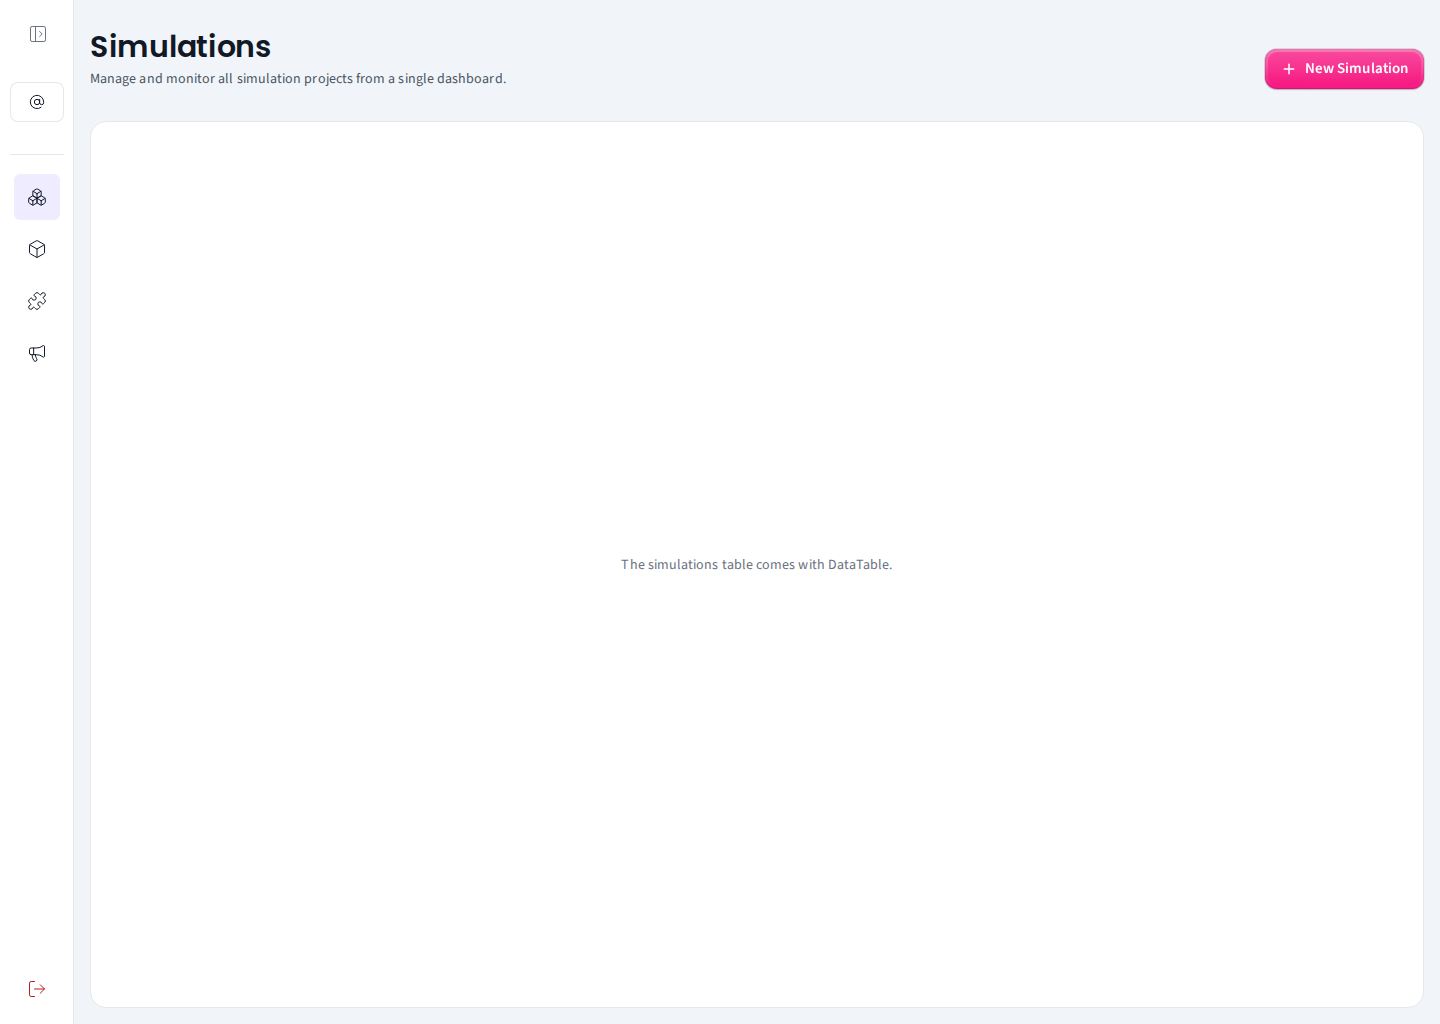 Simulations
Manage and monitor all simulation projects from a single dashboard.
New Simulation
The simulations table comes with DataTable.